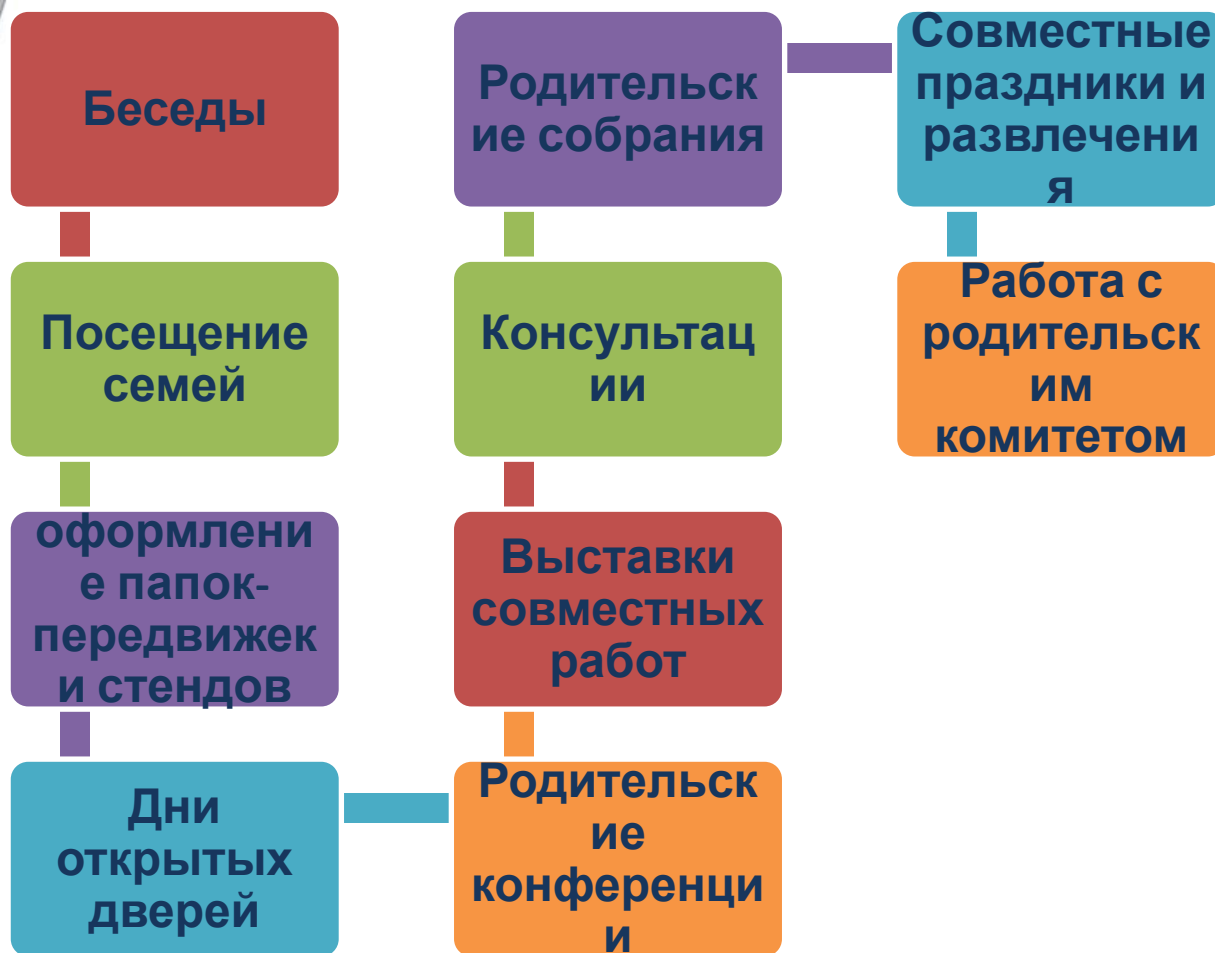 Беседы
Посещение
семей
оформлени
е папок-
передвижек
и стендов
Дни
открытых
дверей
Родительск
ие
конференци
и
Выставки
совместных
работ
Консультац
ии
Родительск
ие собрания
Совместные
праздники и
развлечени
я
Работа с
родительск
им
комитетом